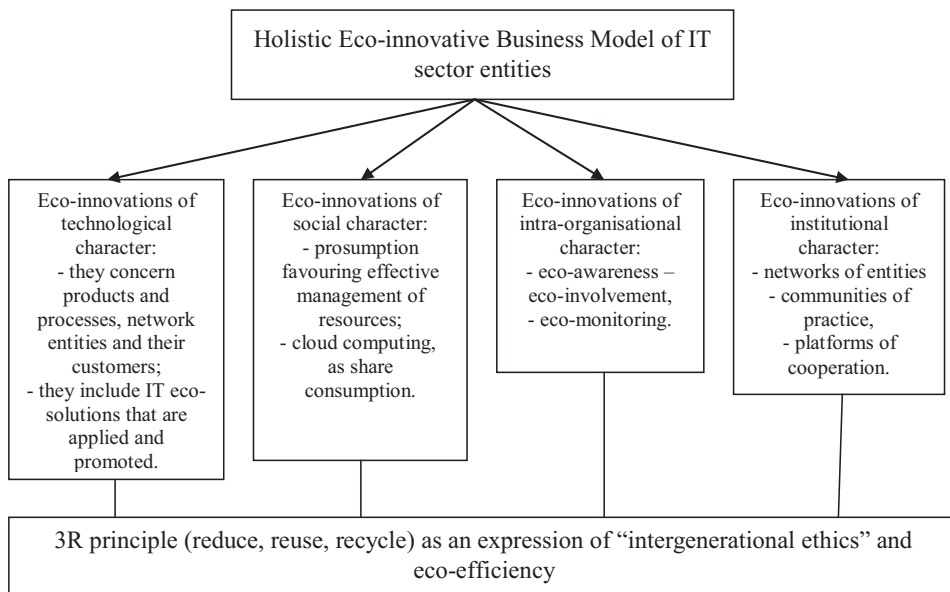 Holistic Eco-innovative Business Model of IT
sector entities
Eco-innovations of
technological
character:
- they concern
products and
processes, network
entities and their
customers;
- they include IT eco-
solutions that are
applied and
promoted.
Eco-innovations of
social character:
- prosumption
favouring effective
management of
resources;
- cloud computing,
as share
consumption.
Eco-innovations of
intra-organisational
character:
- eco-awareness –
eco-involvement,
- eco-monitoring.
Eco-innovations of
institutional
character:
- networks of entities
- communities of
practice,
- platforms of
cooperation.
3R principle (reduce, reuse, recycle) as an expression of “intergenerational ethics” and
eco-efficiency